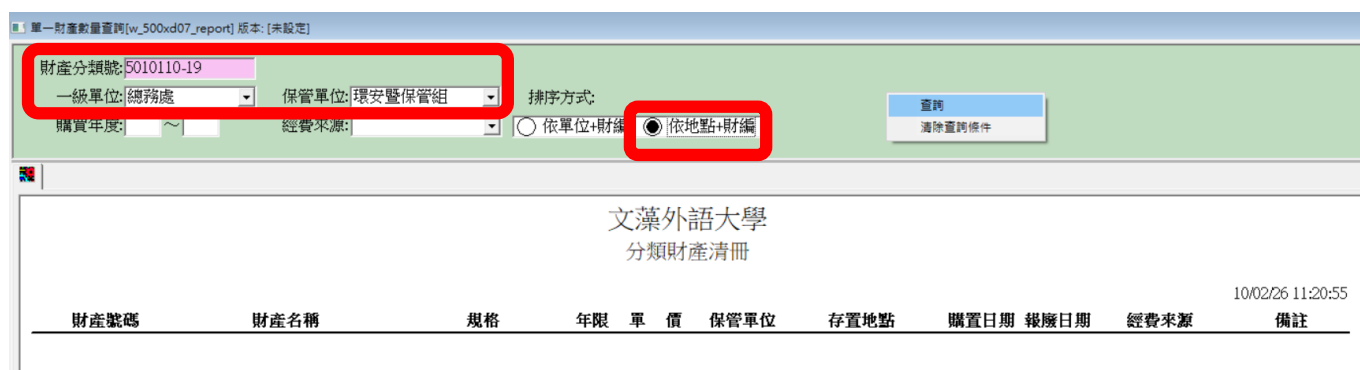 單一財產數量查詢[w_500xd07_report] 版本: [未設定]
財產分類號:5010110-19
一級單位:總務處 保管單位:環安暨保管組 排序方式:
購買年度: ～ 經費來源: 依單位+財編 依地點+財編
查詢
清除查詢條件
文藻外語大學
分類財產清冊
10/02/26 11:20:55
財產號碼 財產名稱 規格 年限 單 價 保管單位 存置地點 購置日期 報廢日期 經費來源 備註